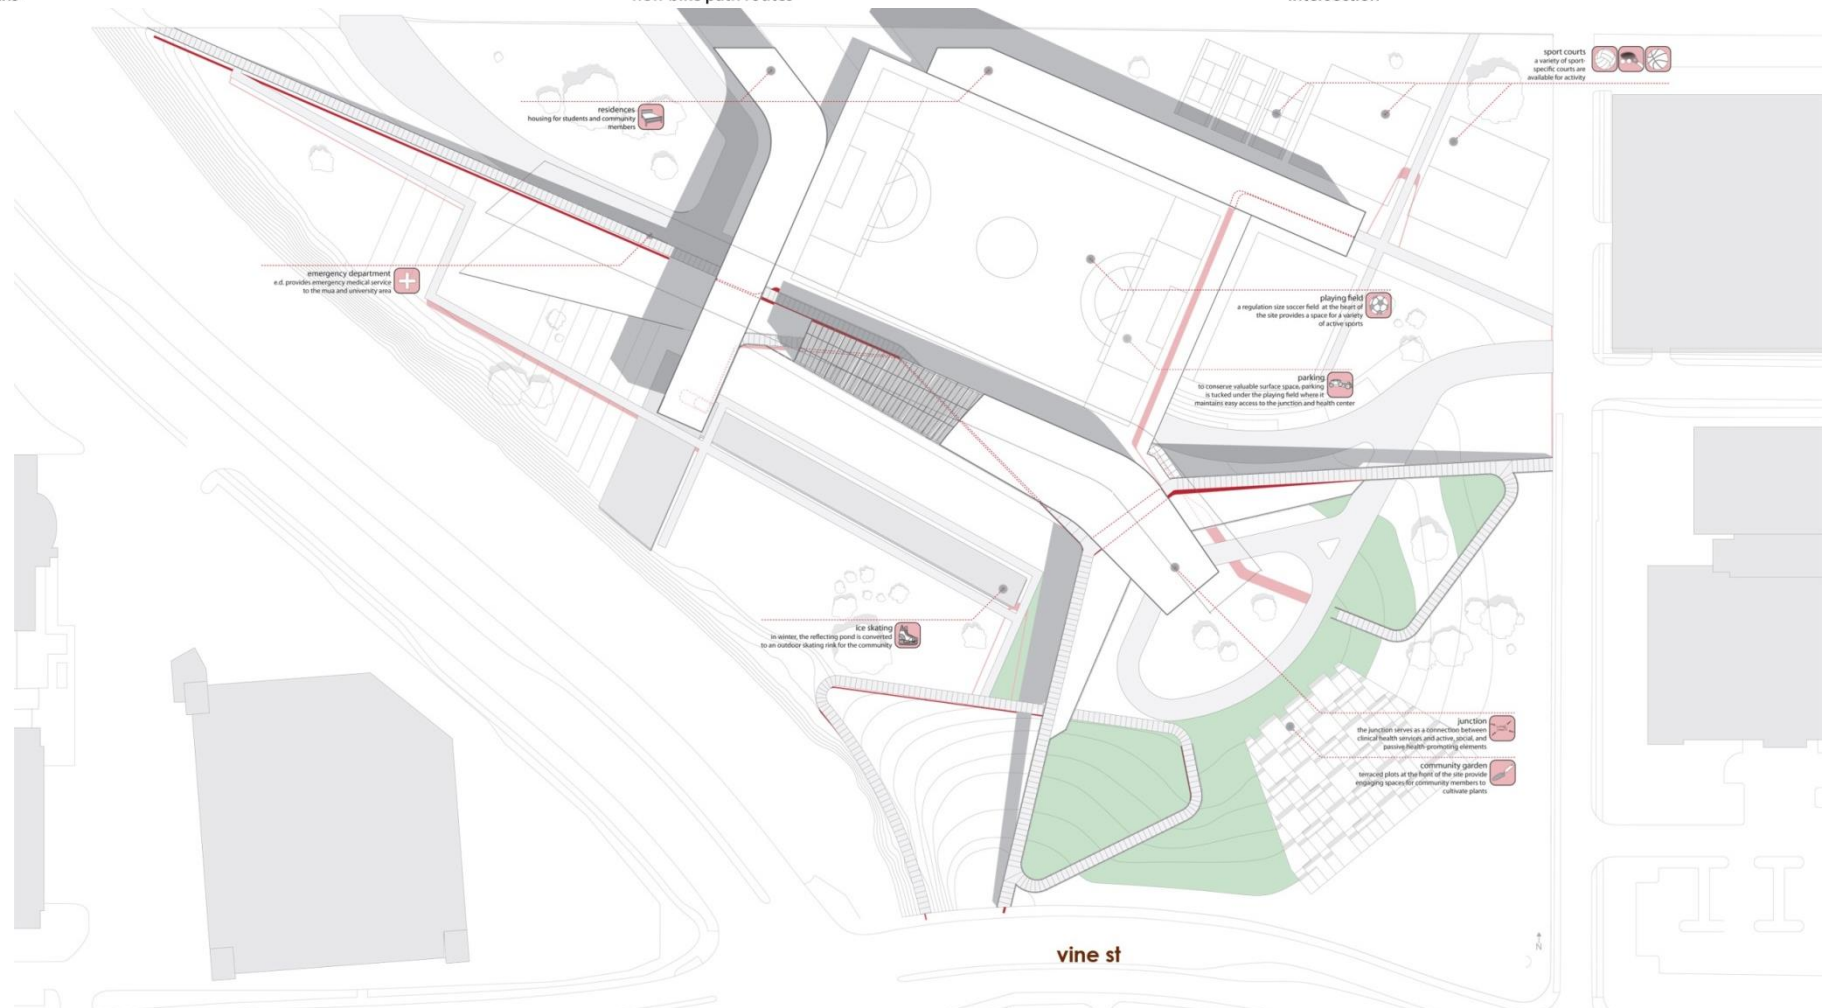 new bike path routes
intersection
sport courts
a variety of sport-
specific courts are
available for activity
residences
housing for students and community
members
emergency department
e.d. provides emergency medical service
to the mua and university area
playing field
a regulation size soccer field at the heart of
the site provides a space for a variety
of active sports
parking
to conserve valuable surface space, parking
is tucked under the playing field where it
maintains easy access to the junction and health center
ice skating
in winter, the reflecting pond is converted
to an outdoor skating rink for the community
junction
the junction serves as a connection between
clinical health services and active, social, and
passive health-promoting elements
community garden
terraced plots at the front of the site provide
engaging spaces for community members to
cultivate plants
N
vine st